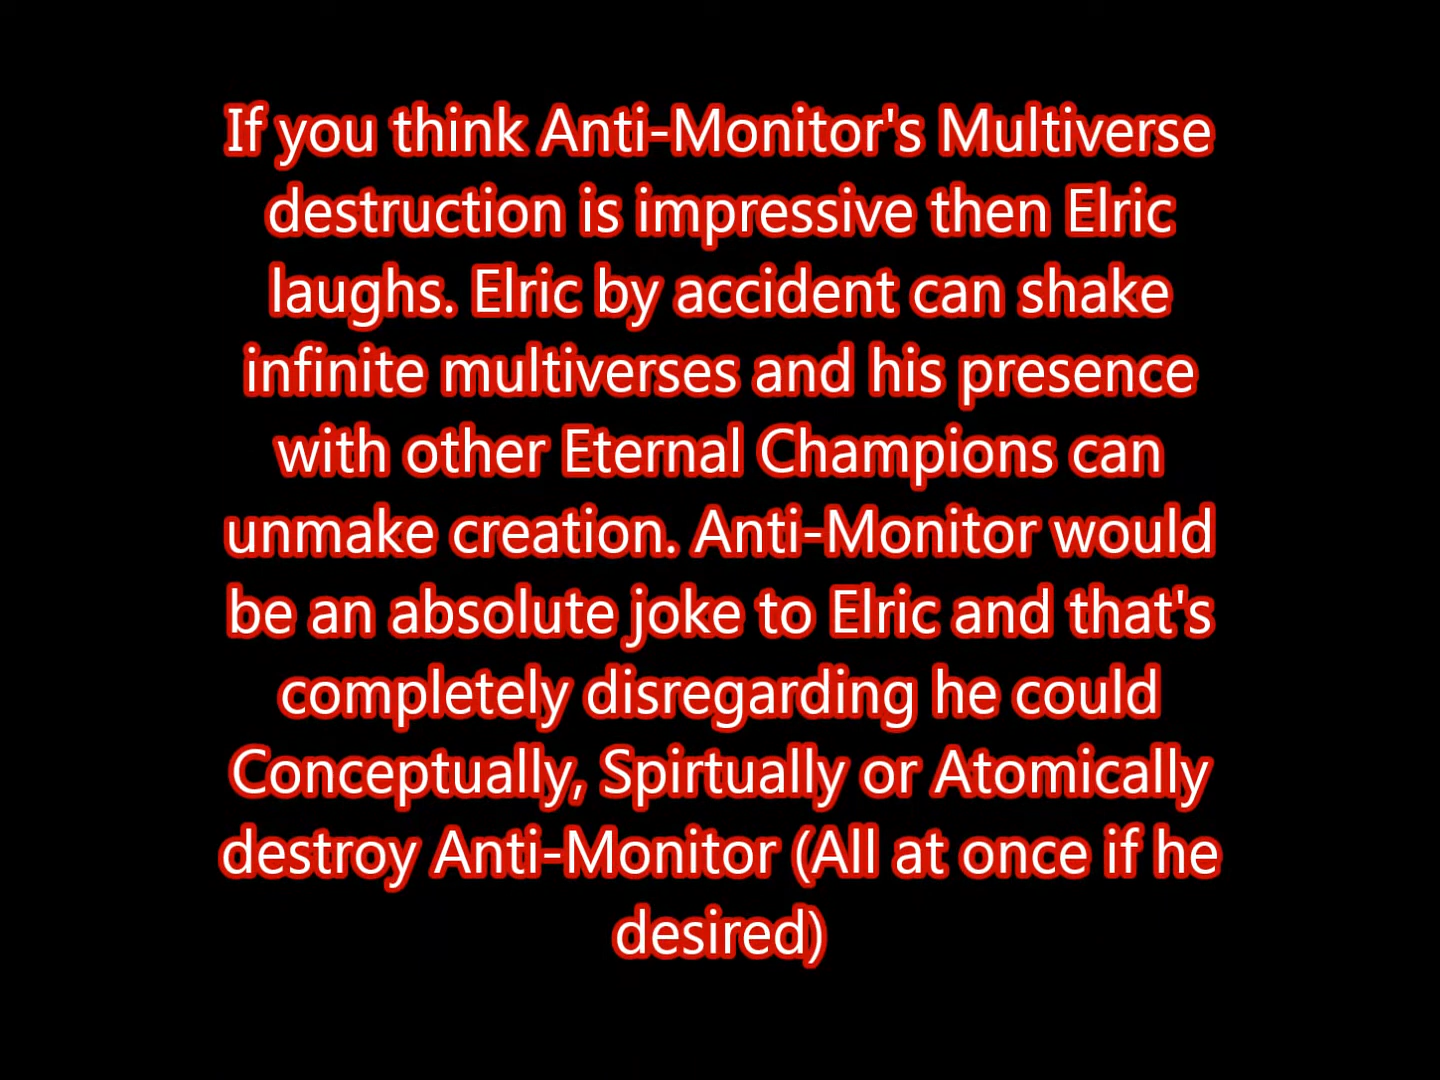 If you think Anti-Monitor's Multiverse
destruction is impressive then Elric
laughs. Elric by accident can shake
infinite multiverses and his presence
with other Eternal Champions can
unmake creation. Anti-Monitor would
be an absolute joke to Elric and that's
completely disregarding he could
Conceptually, Spirtually or Atomically
destroy Anti-Monitor (All at once if he
desired)